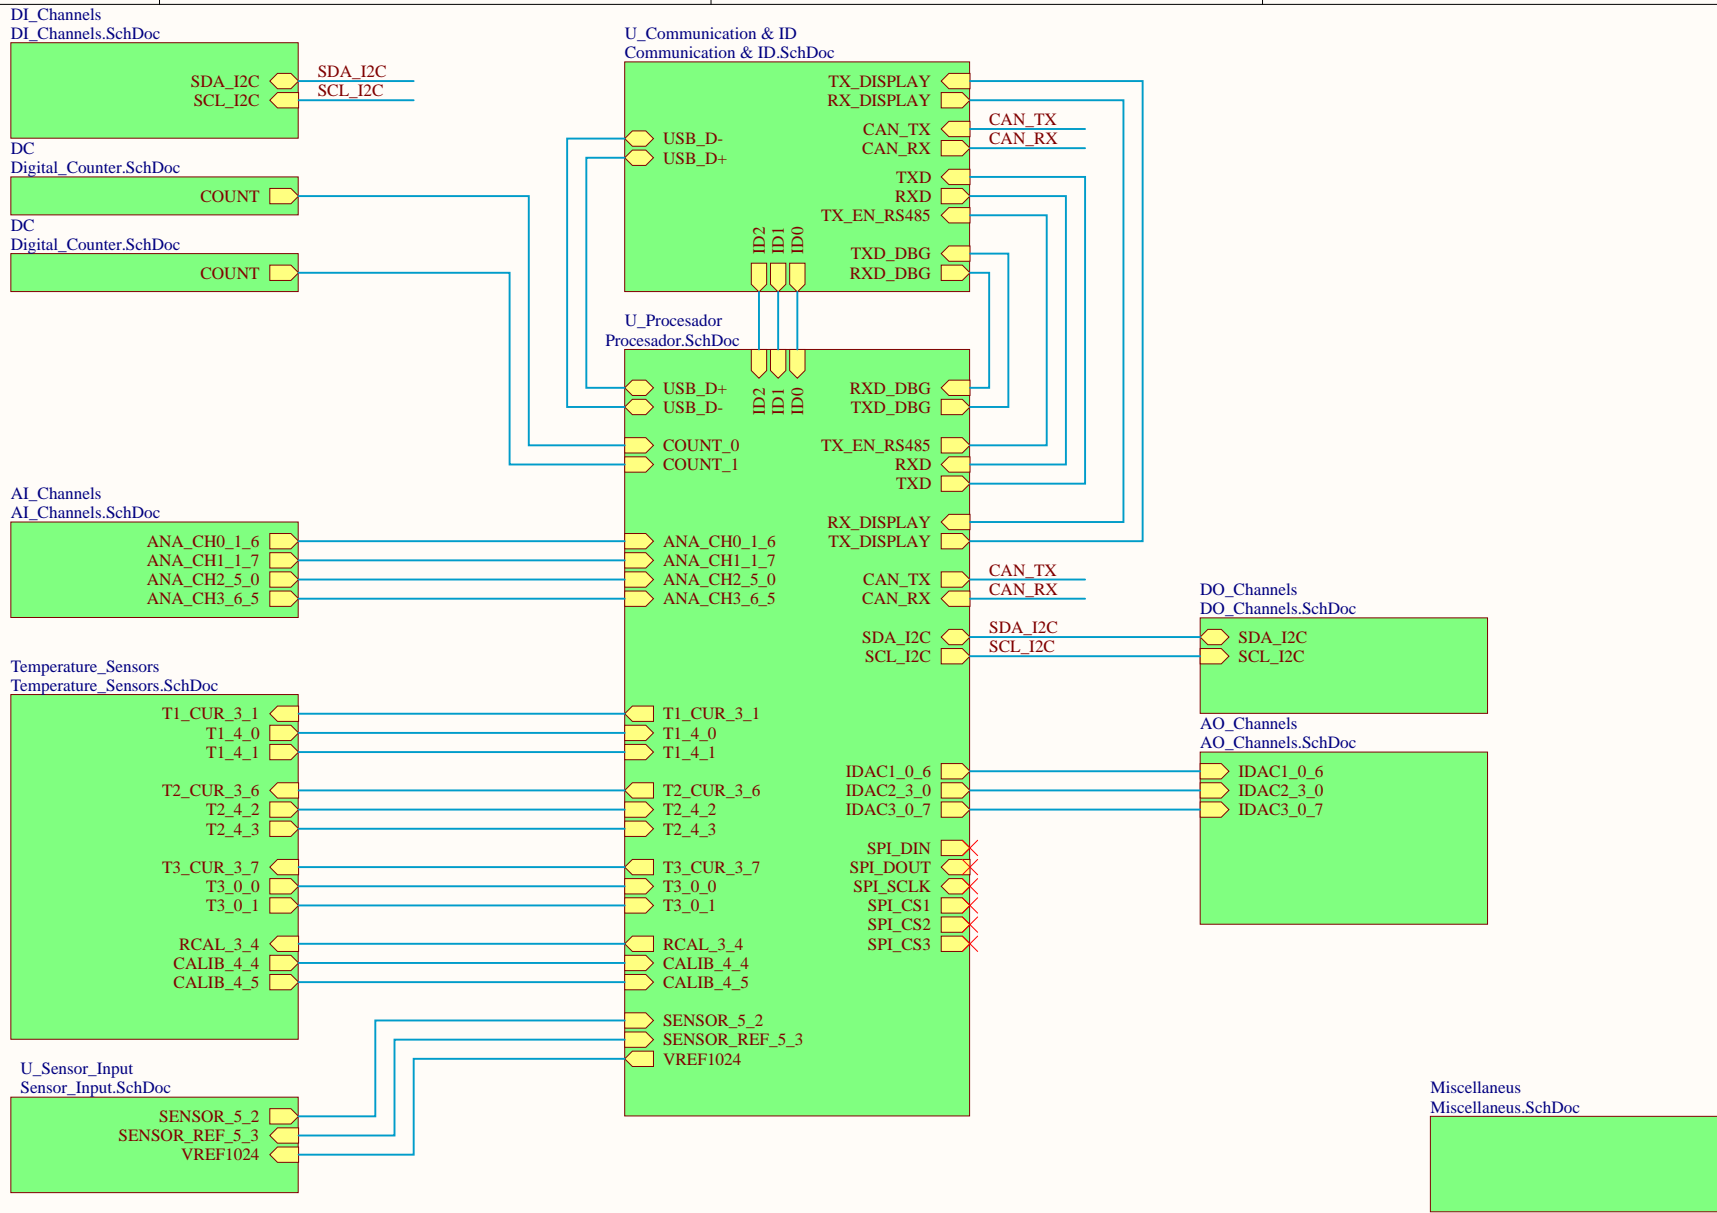 DI_Channels
DI_Channels.SchDoc
SDA_I2C
SCL_I2C
SDA_I2C
SCL_I2C
DC
Digital_Counter.SchDoc
COUNT
DC
Digital_Counter.SchDoc
COUNT
AI_Channels
AI_Channels.SchDoc
ANA_CH0_1_6
ANA_CH1_1_7
ANA_CH2_5_0
ANA_CH3_6_5
Temperature_Sensors
Temperature_Sensors.SchDoc
T1_CUR_3_1
T1_4_0
T1_4_1
T2_CUR_3_6
T2_4_2
T2_4_3
T3_CUR_3_7
T3_0_0
T3_0_1
RCAL_3_4
CALIB_4_4
CALIB_4_5
U_Sensor_Input
Sensor_Input.SchDoc
SENSOR_5_2
SENSOR_REF_5_3
VREF1024
U_Communication & ID
Communication & ID.SchDoc
USB_D-
USB_D+
TX_DISPLAY
RX_DISPLAY
CAN_TX
CAN_RX
TXD
RXD
TX_EN_RS485
TXD_DBG
RXD_DBG
ID2
ID1
ID0
CAN_TX
CAN_RX
U_Procesador
Procesador.SchDoc
ID2
ID1
ID0
USB_D+
USB_D-
COUNT_0
COUNT_1
ANA_CH0_1_6
ANA_CH1_1_7
ANA_CH2_5_0
ANA_CH3_6_5
T1_CUR_3_1
T1_4_0
T1_4_1
T2_CUR_3_6
T2_4_2
T2_4_3
T3_CUR_3_7
T3_0_0
T3_0_1
RCAL_3_4
CALIB_4_4
CALIB_4_5
SENSOR_5_2
SENSOR_REF_5_3
VREF1024
RXD_DBG
TXD_DBG
TX_EN_RS485
RXD
TXD
RX_DISPLAY
TX_DISPLAY
CAN_TX
CAN_RX
SDA_I2C
SCL_I2C
IDAC1_0_6
IDAC2_3_0
IDAC3_0_7
SPI_DIN
SPI_DOUT
SPI_SCLK
SPI_CS1
SPI_CS2
SPI_CS3
CAN_TX
CAN_RX
SDA_I2C
SCL_I2C
DO_Channels
DO_Channels.SchDoc
SDA_I2C
SCL_I2C
AO_Channels
AO_Channels.SchDoc
IDAC1_0_6
IDAC2_3_0
IDAC3_0_7
Miscellaneus
Miscellaneus.SchDoc